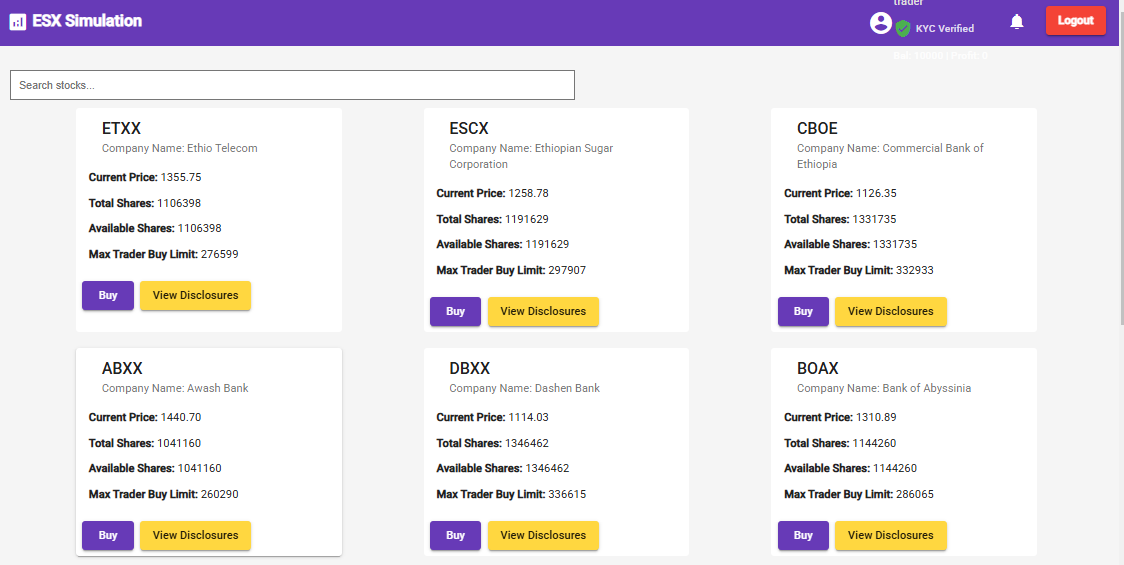 ESX Simulation
trader
KYC Verified
Logout
Search stocks...
ETXX
Company Name: Ethio Telecom
Current Price: 1355.75
Total Shares: 1106398
Available Shares: 1106398
Max Trader Buy Limit: 276599
Buy
View Disclosures
ESCX
Company Name: Ethiopian Sugar
Corporation
Current Price: 1258.78
Total Shares: 1191629
Available Shares: 1191629
Max Trader Buy Limit: 297907
Buy
View Disclosures
CBOE
Company Name: Commercial Bank of
Ethiopia
Current Price: 1126.35
Total Shares: 1331735
Available Shares: 1331735
Max Trader Buy Limit: 332933
Buy
View Disclosures
ABXX
Company Name: Awash Bank
Current Price: 1440.70
Total Shares: 1041160
Available Shares: 1041160
Max Trader Buy Limit: 260290
Buy
View Disclosures
DBXX
Company Name: Dashen Bank
Current Price: 1114.03
Total Shares: 1346462
Available Shares: 1346462
Max Trader Buy Limit: 336615
Buy
View Disclosures
BOAX
Company Name: Bank of Abyssinia
Current Price: 1310.89
Total Shares: 1144260
Available Shares: 1144260
Max Trader Buy Limit: 286065
Buy
View Disclosures